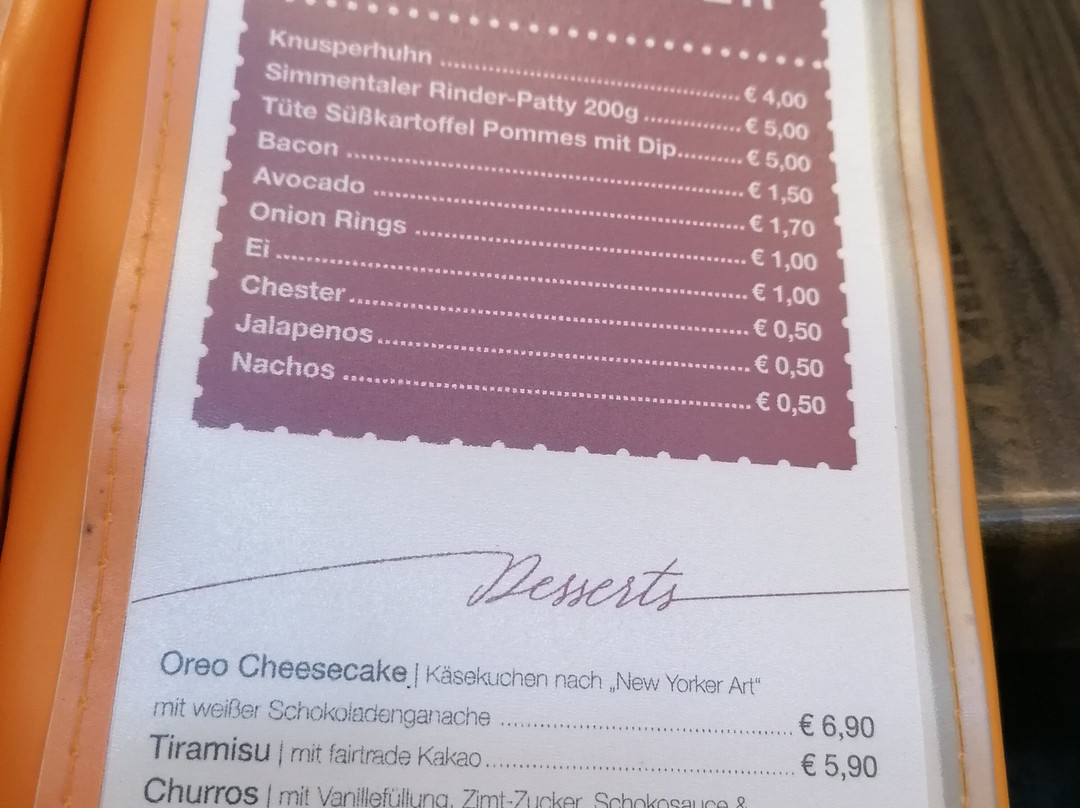 Knusperhuhn ........ € 4,00
Simmentaler Rinder-Patty 200g ........ € 5,00
Tüte Süßkartoffel Pommes mit Dip ........ € 5,00
Bacon ........ € 1,50
Avocado ........ € 1,70
Onion Rings ........ € 1,00
Ei ........ € 1,00
Chester ........ € 0,50
Jalapenos ........ € 0,50
Nachos ........ € 0,50
Desserts
Oreo Cheesecake | Käsekuchen nach „New Yorker Art“
mit weißer Schokoladenganache ........ € 6,90
Tiramisu | mit fairtrade Kakao ........ € 5,90
Churros | mit Vanillefüllung, Zimt-Zucker, Schokosauce &